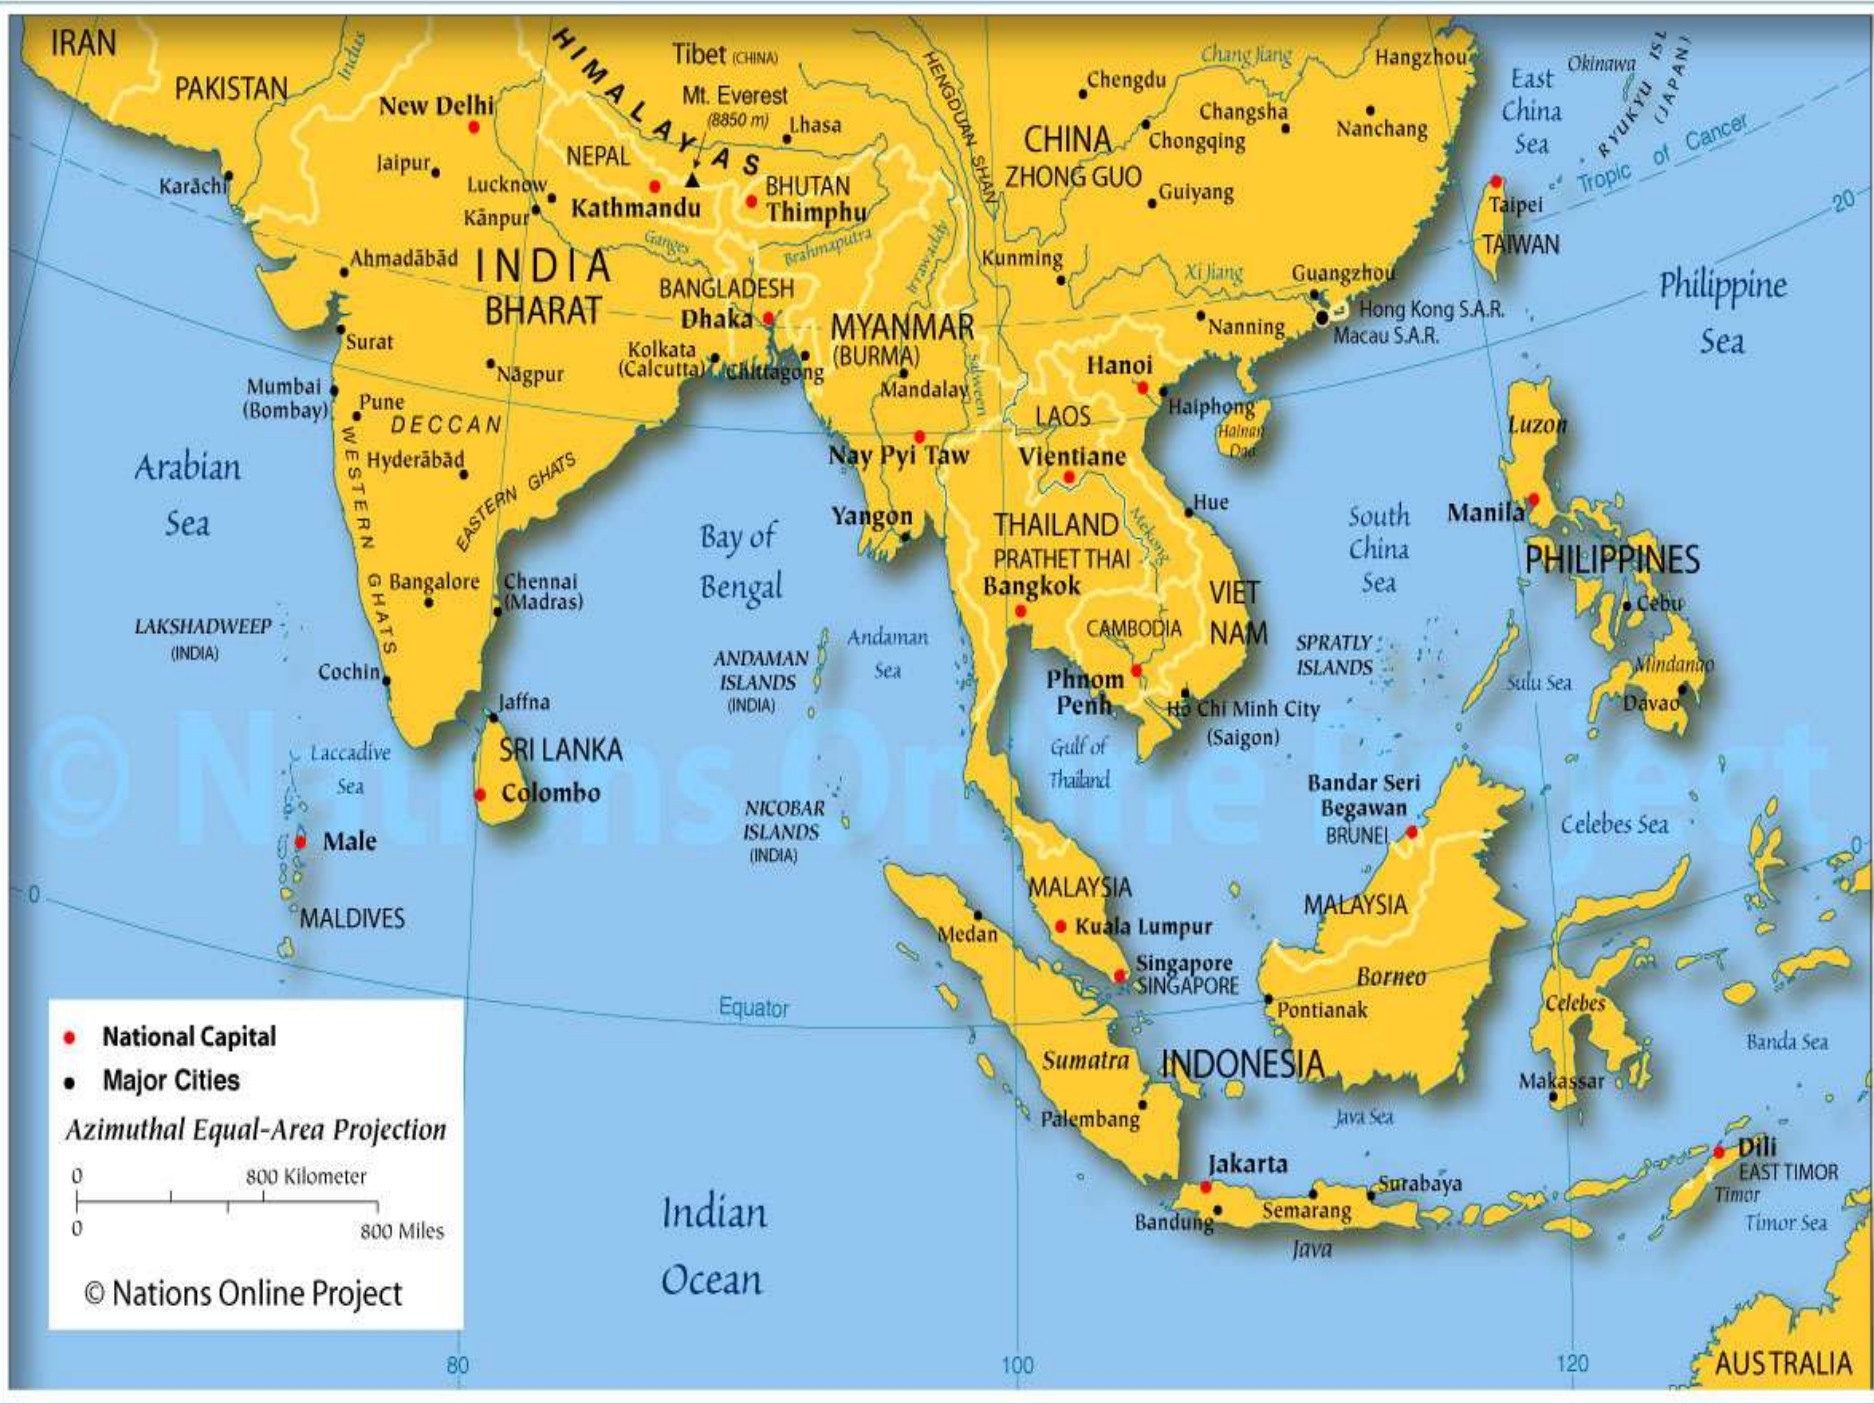 IRAN
PAKISTAN
Indus
HIMALAYAS
Tibet (CHINA)
Mt. Everest
(8850 m)
Lhasa
HENGDUAN SHAN
Chengdu
Chang Jiang
Hangzhou
Changsha
Nanchang
CHINA
ZHONG GUO
Chongqing
Guiyang
East
China
Sea
Okinawa
RYUKYU ISL
(JAPAN)
Tropic of Cancer
20
New Delhi
Jaipur
Karāchi
Lucknow
Kānpur
NEPAL
Kathmandu
BHUTAN
Thimphu
Ganges
Brahmaputra
Irrawaddy
Kunming
Xi Jiang
Guangzhou
Hong Kong S.A.R.
Macau S.A.R.
Nanning
Taipei
TAIWAN
Philippine
Sea
Ahmadābād
INDIA
BHARAT
BANGLADESH
Dhaka
Surat
Nāgpur
Kolkata
(Calcutta)
Chittagong
MYANMAR
(BURMA)
Mandalay
Salween
Hanoi
Haiphong
Hainan
Dao
LAOS
Luzon
Mumbai
(Bombay)
Pune
DECCAN
Hyderābād
WESTERN GHATS
EASTERN GHATS
Nay Pyi Taw
Vientiane
Arabian
Sea
Bay of
Bengal
Yangon
THAILAND
PRATHET THAI
Bangkok
Mekong
Hue
VIET
NAM
South
China
Sea
Manila
PHILIPPINES
Cebu
Bangalore
Chennai
(Madras)
LAKSHADWEEP
(INDIA)
Cochin
Jaffna
ANDAMAN
ISLANDS
(INDIA)
Andaman
Sea
CAMBODIA
Phnom
Penh
Ho Chi Minh City
(Saigon)
SPRATLY
ISLANDS
Sulu Sea
Mindanao
Davao
Laccadive
Sea
SRI LANKA
Colombo
Male
MALDIVES
NICOBAR
ISLANDS
(INDIA)
Gulf of
Thailand
Bandar Seri
Begawan
BRUNEI
Celebes Sea
© Nations Online Project
0
0
MALAYSIA
Kuala Lumpur
MALAYSIA
Medan
Singapore
SINGAPORE
Borneo
Equator
Pontianak
Celebes
Sumatra
INDONESIA
Banda Sea
Makassar
Palembang
Java Sea
Jakarta
Surabaya
Bandung
Semarang
Java
Dili
EAST TIMOR
Timor
Timor Sea
Indian
Ocean
AUSTRALIA
National Capital
Major Cities
Azimuthal Equal-Area Projection
0 800 Kilometer
0 800 Miles
© Nations Online Project
80
100
120